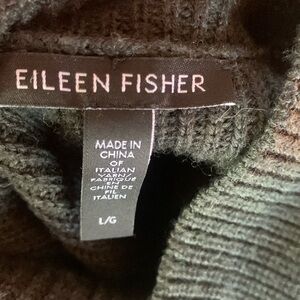 EILEEN FISHER
MADE IN
CHINA
OF
ITALIAN
YARN/
FABRIQUÉ
EN
CHINE DE
FIL
ITALIEN
L/G